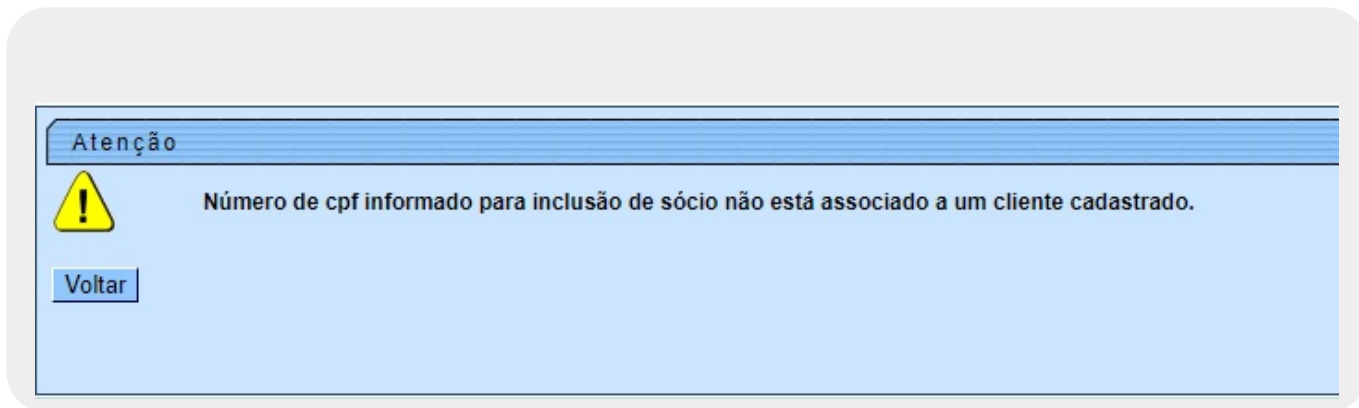 Atenção
Número de cpf informado para inclusão de sócio não está associado a um cliente cadastrado.
Voltar